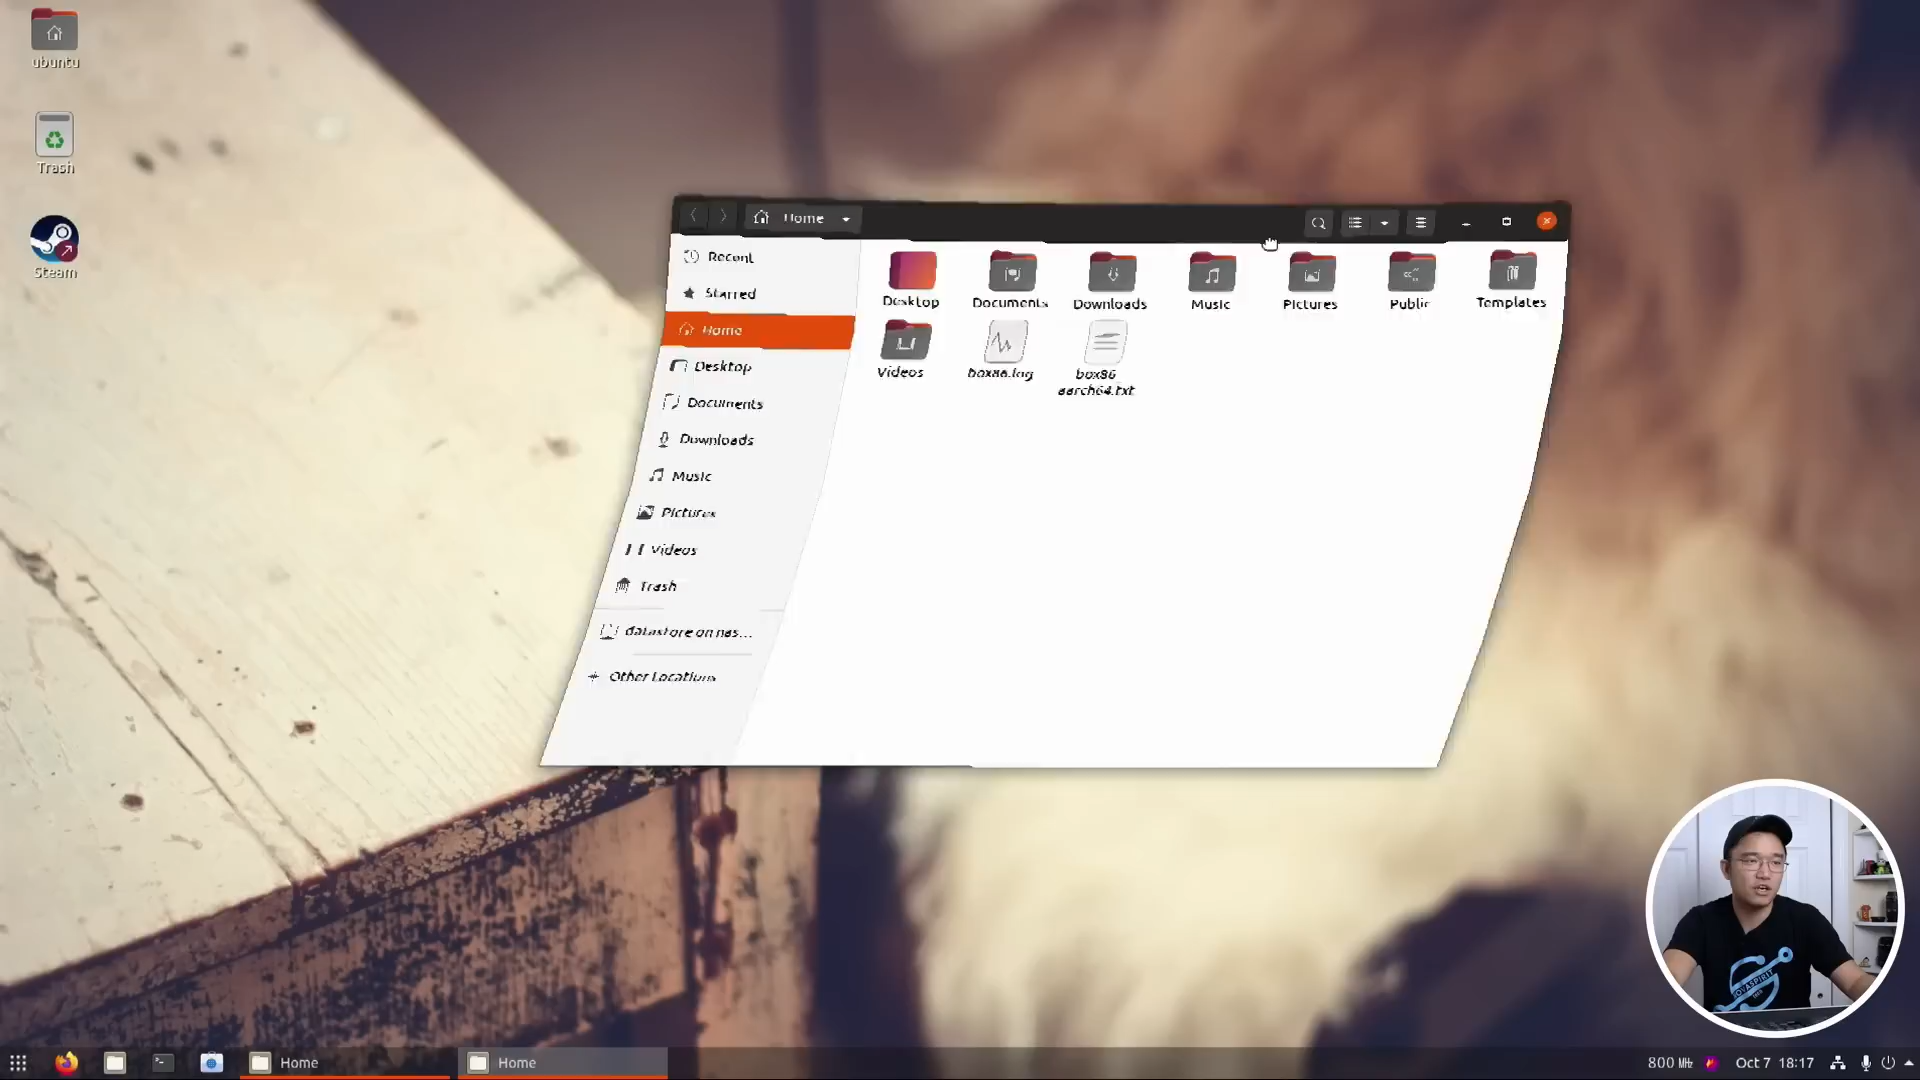 ubuntu
Trash
Steam
Home
Recent
Starred
Home
Desktop
Documents
Downloads
Music
Pictures
Videos
Trash
datastore on nas...
Other Locations
Desktop
Documents
Downloads
Music
Pictures
Public
Templates
Videos
box86.log
box86
aarch64.txt
Home
Home
800 MHz
Oct 7 18:17